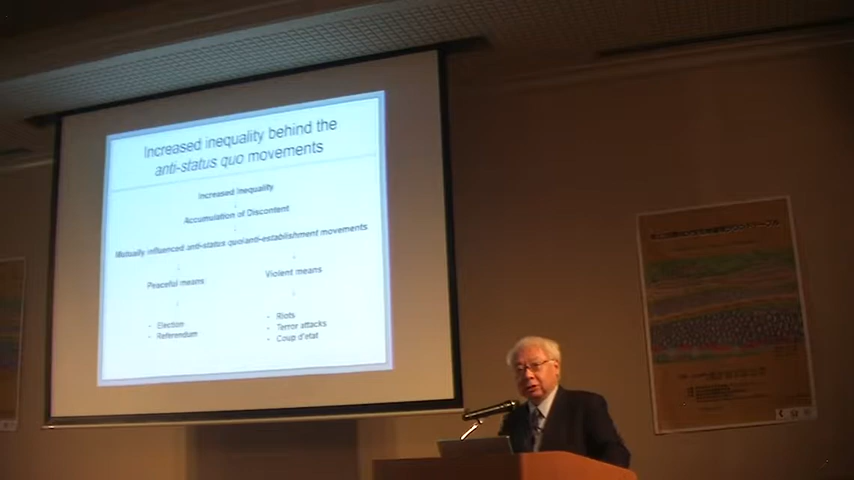 Increased inequality behind the
anti-status quo movements
Increased Inequality
Accumulation of Discontent
Mutually influenced anti-status quo/anti-establishment movements
Peaceful means
Violent means
- Election
- Referendum
- Riots
- Terror attacks
- Coup d'etat